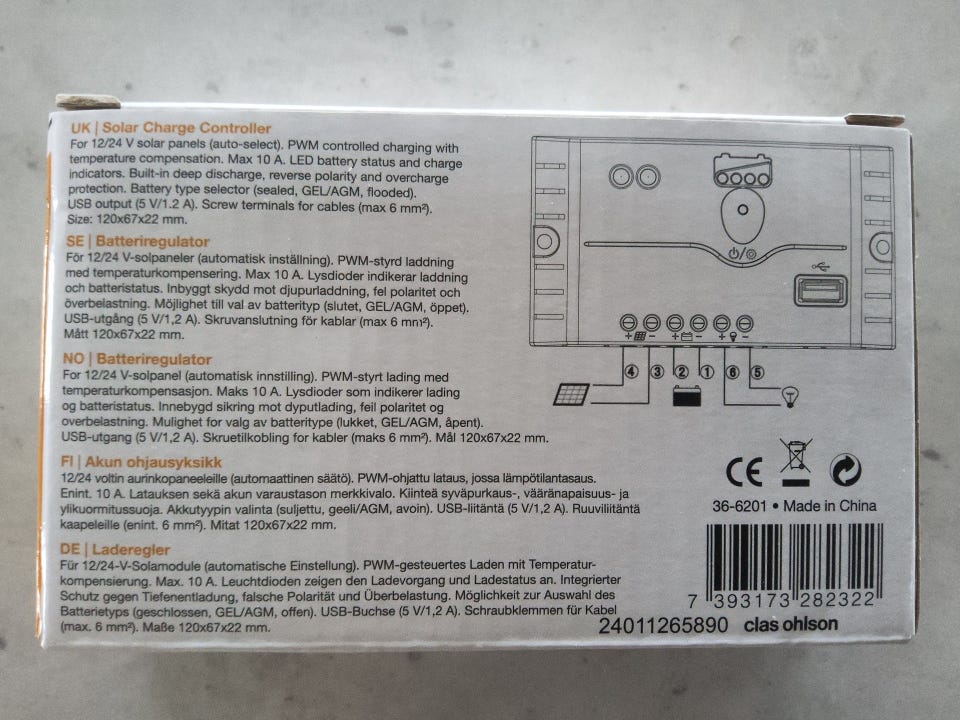 UK | Solar Charge Controller
For 12/24 V solar panels (auto-select). PWM controlled charging with
temperature compensation. Max 10 A. LED battery status and charge
indicators. Built-in deep discharge, reverse polarity and overcharge
protection. Battery type selector (sealed, GEL/AGM, flooded).
USB output (5 V/1.2 A). Screw terminals for cables (max 6 mm²).
Size: 120x67x22 mm.
SE | Batteriregulator
För 12/24 V-solpaneler (automatisk inställning). PWM-styrd laddning
med temperaturkompensering. Max 10 A. Lysdioder indikerar laddning
och batteristatus. Inbyggt skydd mot djupurladdning, fel polaritet och
överbelastning. Möjlighet till val av batterityp (slutet, GEL/AGM, öppet).
USB-utgång (5 V/1,2 A). Skruvanslutning för kablar (max 6 mm²).
Mått 120x67x22 mm.
NO | Batteriregulator
For 12/24 V-solpanel (automatisk innstilling). PWM-styrt lading med
temperaturkompensasjon. Maks 10 A. Lysdioder som indikerer lading
og batteristatus. Innebygd sikring mot dyputlading, feil polaritet og
overbelastning. Mulighet for valg av batteritype (lukket, GEL/AGM, åpent).
USB-utgang (5 V/1,2 A). Skruetilkobling for kabler (maks 6 mm²). Mål 120x67x22 mm.
FI | Akun ohjausyksikk
12/24 voltin aurinkopaneeleille (automaattinen säätö). PWM-ohjattu lataus, jossa lämpötilantasaus.
Enint. 10 A. Latauksen sekä akun varaustason merkkivalo. Kiinteä syväpurkaus-, vääränapaisuus- ja
ylikuormitussuoja. Akkutyypin valinta (suljettu, geeli/AGM, avoin). USB-liitäntä (5 V/1,2 A). Ruuviliitäntä
kaapeleille (enint. 6 mm²). Mitat 120x67x22 mm.
DE | Laderegler
Für 12/24-V-Solamodule (automatische Einstellung). PWM-gesteuertes Laden mit Temperatur-
kompensierung. Max. 10 A. Leuchtdioden zeigen den Ladevorgang und Ladestatus an. Integrierter
Schutz gegen Tiefenentladung, falsche Polarität und Überbelastung. Möglichkeit zur Auswahl des
Batterietyps (geschlossen, GEL/AGM, offen). USB-Buchse (5 V/1,2 A). Schraubklemmen für Kabel
(max. 6 mm²). Maße 120x67x22 mm.
+ − + − + −
④ ③ ② ① ⑥ ⑤
CE
36-6201 • Made in China
7 393173 282322
24011265890 clas ohlson